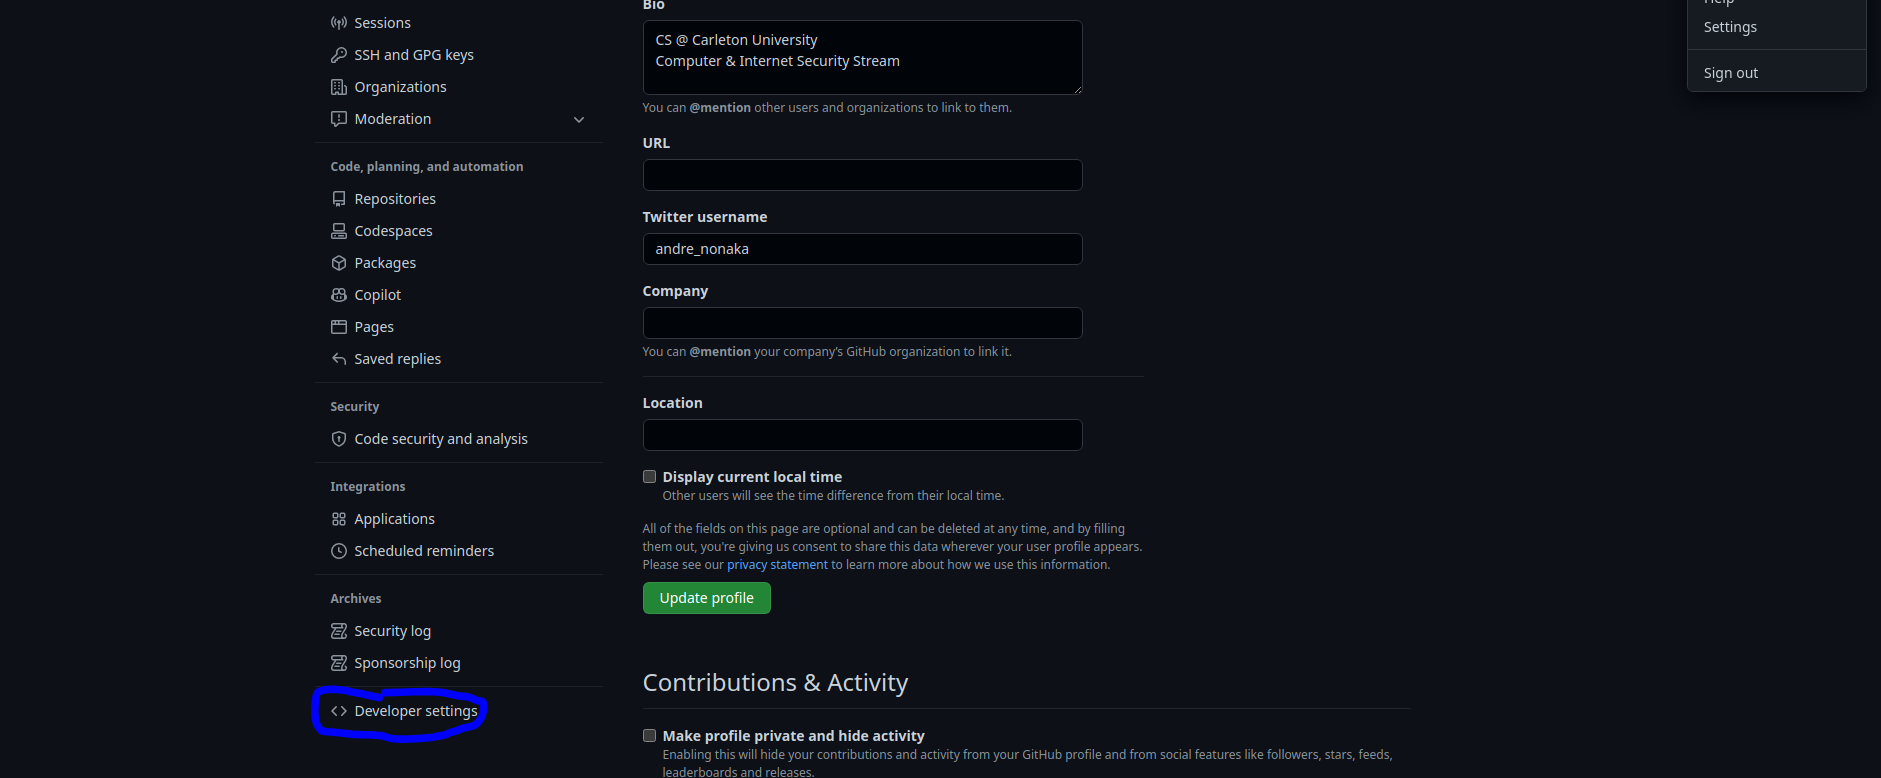 Sessions
SSH and GPG keys
Organizations
Moderation
Code, planning, and automation
Repositories
Codespaces
Packages
Copilot
Pages
Saved replies
Security
Code security and analysis
Integrations
Applications
Scheduled reminders
Archives
Security log
Sponsorship log
Developer settings
Bio
CS @ Carleton University
Computer & Internet Security Stream
You can @mention other users and organizations to link to them.
URL
Twitter username
andre_nonaka
Company
You can @mention your company's GitHub organization to link it.
Location
Display current local time
Other users will see the time difference from their local time.
All of the fields on this page are optional and can be deleted at any time, and by filling
them out, you're giving us consent to share this data wherever your user profile appears.
Please see our privacy statement to learn more about how we use this information.
Update profile
Contributions & Activity
Make profile private and hide activity
Enabling this will hide your contributions and activity from your GitHub profile and from social features like followers, stars, feeds,
leaderboards and releases.
Help
Settings
Sign out